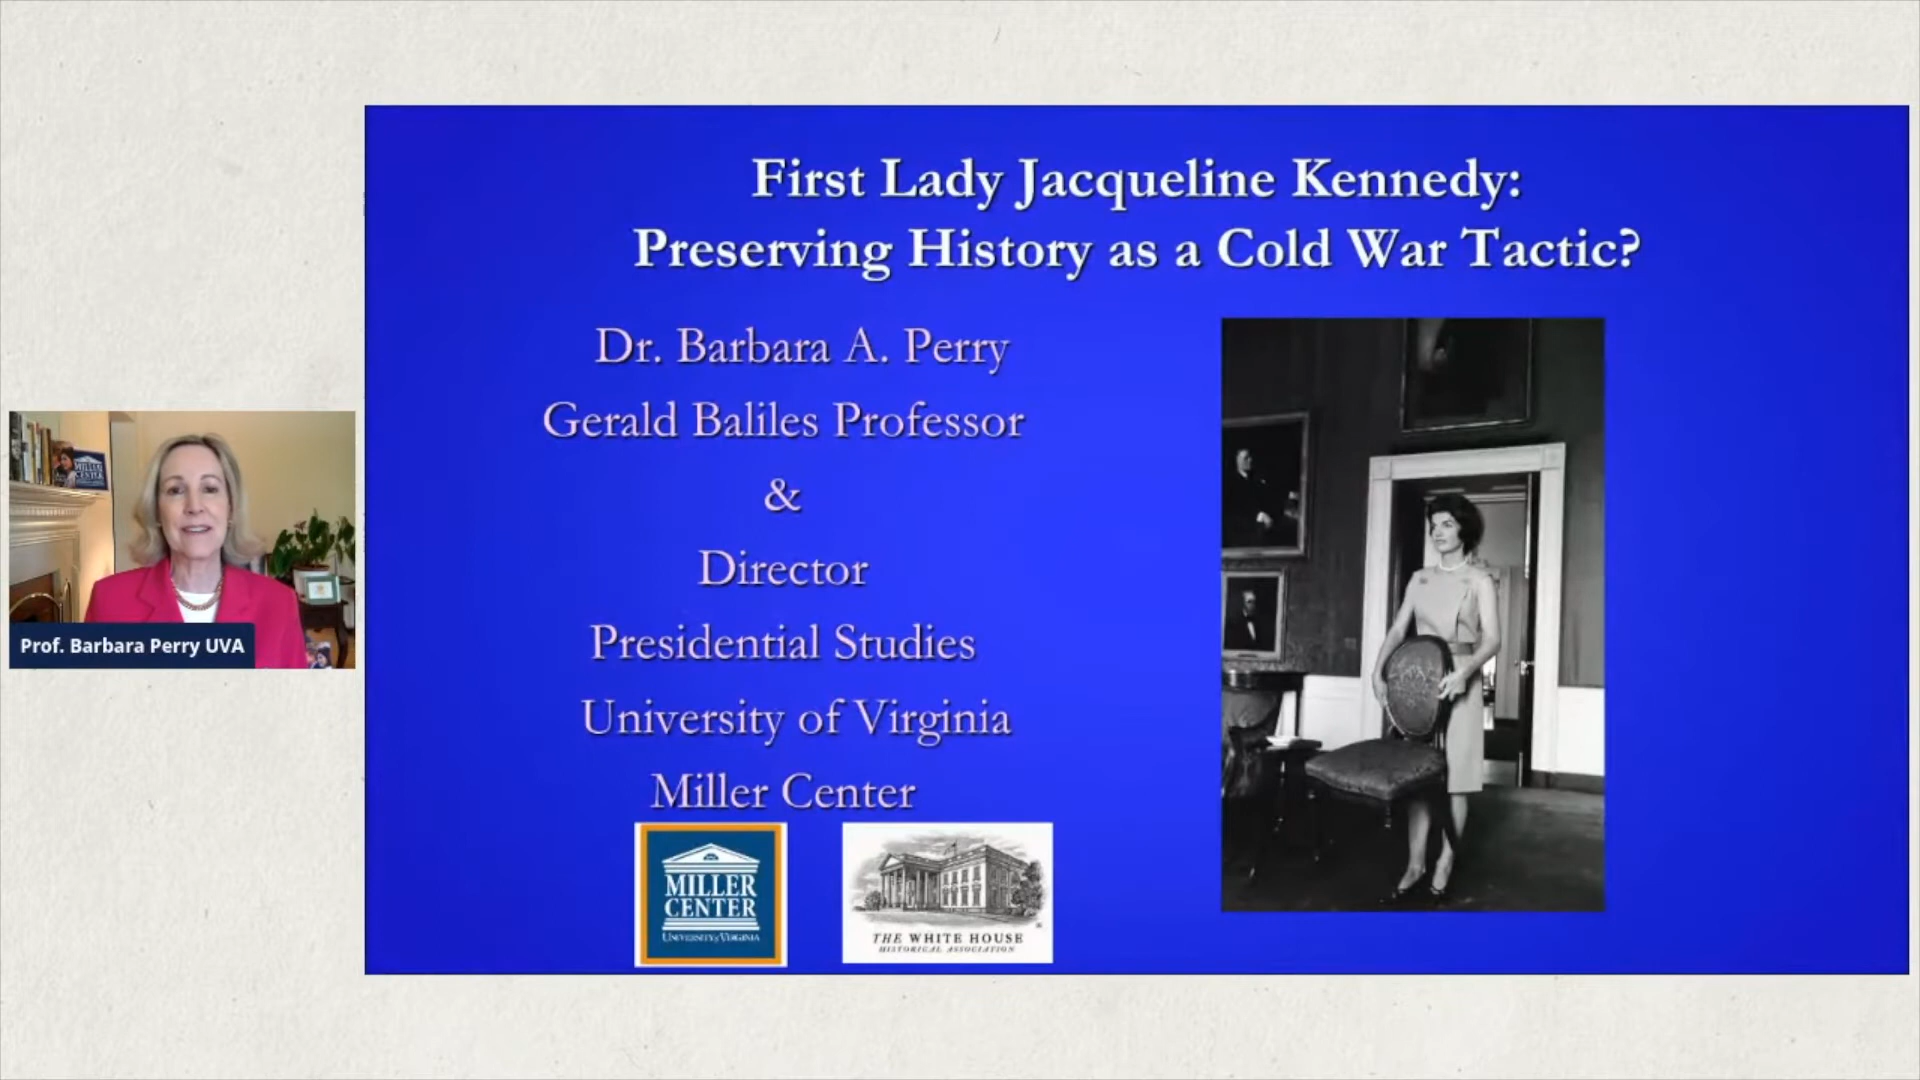 First Lady Jacqueline Kennedy:
Preserving History as a Cold War Tactic?
Dr. Barbara A. Perry
Gerald Baliles Professor
&
Director
Presidential Studies
University of Virginia
Miller Center
MILLER
CENTER
UNIVERSITY of VIRGINIA
THE WHITE HOUSE
HISTORICAL ASSOCIATION
MILLER
CENTER
Prof. Barbara Perry UVA